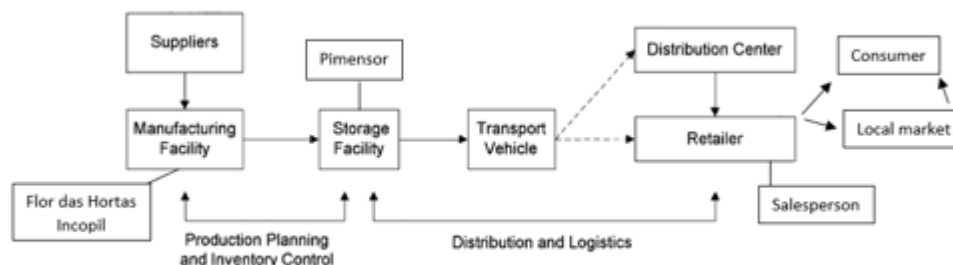 Suppliers
Pimensor
Distribution Center
Consumer
Manufacturing
Facility
Storage
Facility
Transport
Vehicle
Retailer
Local market
Flor das Hortas
Incopil
Salesperson
Production Planning
and Inventory Control
Distribution and Logistics